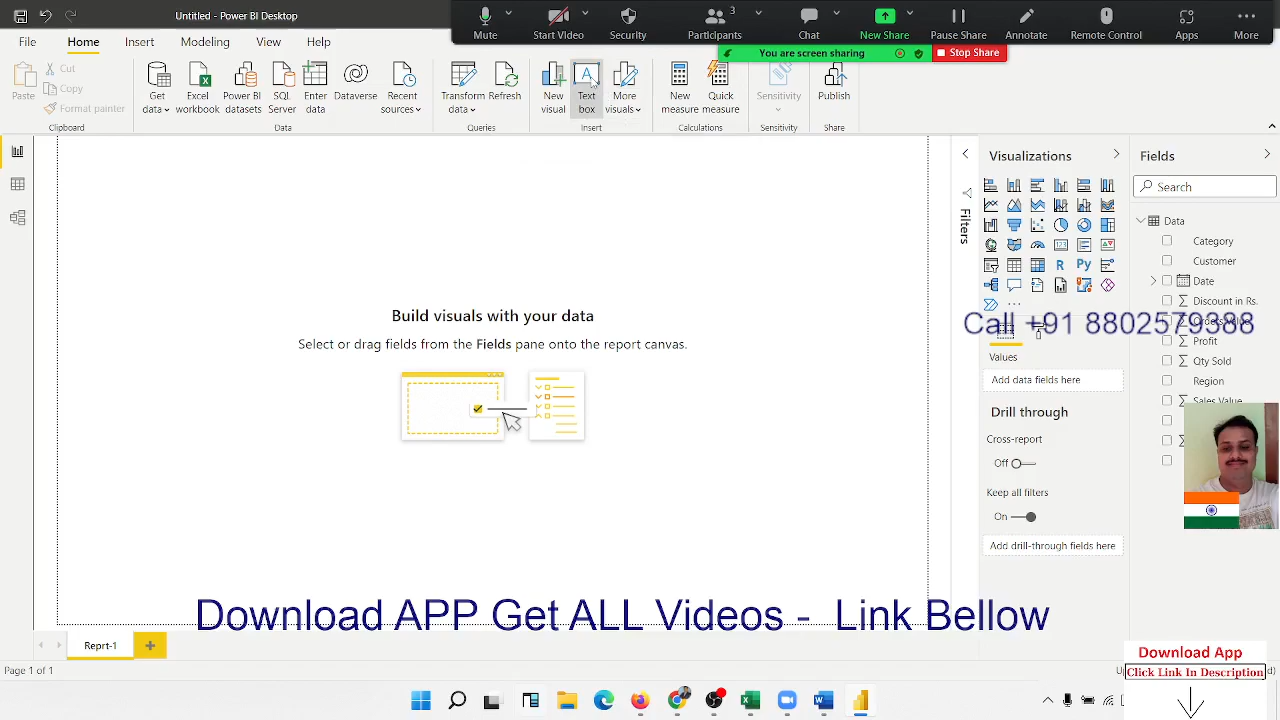 Untitled - Power BI Desktop
Mute
Start Video
Security
3
Participants
Chat
New Share
Pause Share
Annotate
Remote Control
Apps
More
You are screen sharing
Stop Share
File
Home
Insert
Modeling
View
Help
Paste
Cut
Copy
Format painter
Clipboard
Get data
Excel workbook
Power BI datasets
SQL Server
Enter data
Dataverse
Recent sources
Data
Transform data
Refresh
Queries
New visual
Text box
More visuals
Insert
New measure
Quick measure
Calculations
Sensitivity
Sensitivity
Publish
Share
Filters
Visualizations
R
Py
Values
Add data fields here
Drill through
Cross-report
Off
Keep all filters
On
Add drill-through fields here
Fields
Search
Data
Category
Customer
Date
Discount in Rs.
Profit
Qty Sold
Region
Sales Value
Call +91 8802579388
Build visuals with your data
Select or drag fields from the Fields pane onto the report canvas.
Download APP Get ALL Videos - Link Bellow
Reprt-1
Page 1 of 1
Download App
Click Link In Description